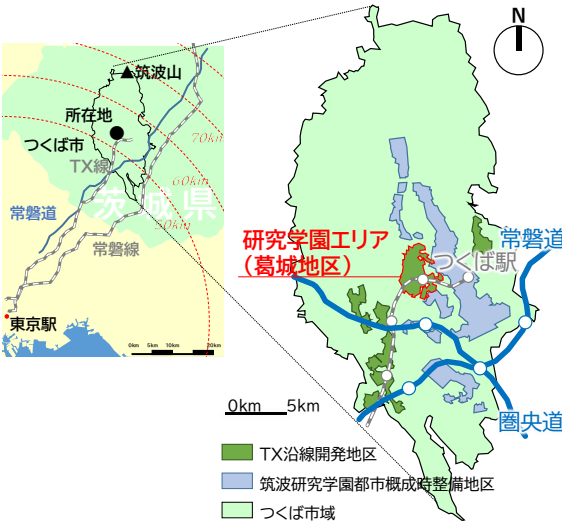 筑波山
所在地
つくば市
TX線
70km
60km
茨城県
50km
常磐道
常磐線
東京駅
0km 5km 10km 20km
N
研究学園エリア
（葛城地区）
つくば駅
常磐道
圏央道
0km 5km
TX沿線開発地区
筑波研究学園都市概成時整備地区
つくば市域